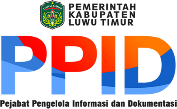 PEMERINTAH
KABUPATEN
LUWU TIMUR
PPID
Pejabat Pengelola Informasi dan Dokumentasi